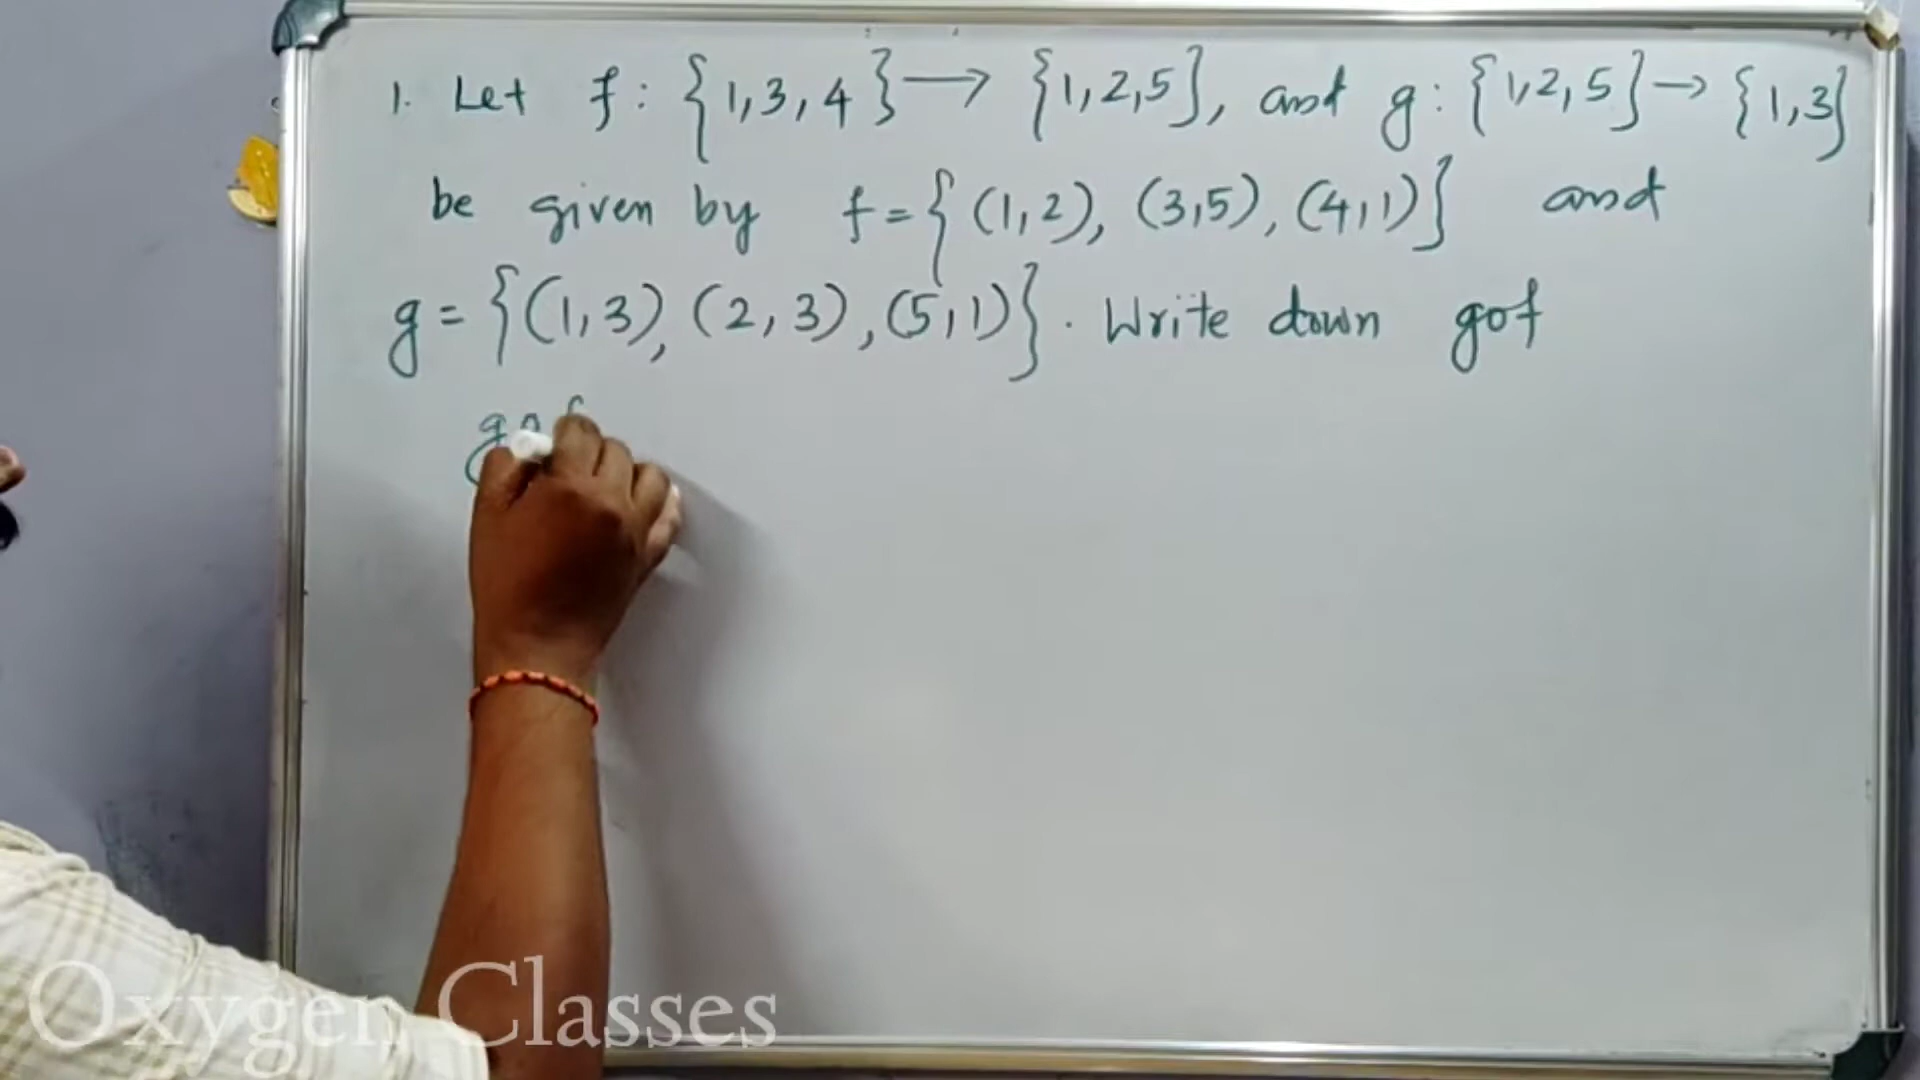 1. Let f: {1,3,4} → {1,2,5}, and g: {1,2,5} → {1,3}
be given by f={(1,2), (3,5), (4,1)} and
g = {(1,3), (2,3), (5,1)}. Write down gof
gof
Oxygen Classes